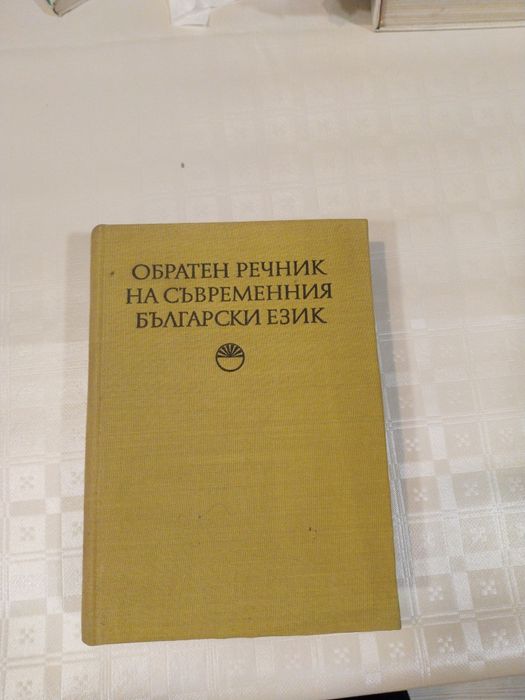 ОБРАТЕН РЕЧНИК
НА СЪВРЕМЕННИЯ
БЪЛГАРСКИ ЕЗИК